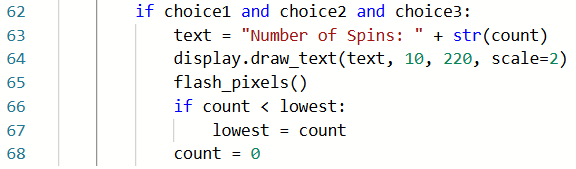 62 if choice1 and choice2 and choice3:
63 text = "Number of Spins: " + str(count)
64 display.draw_text(text, 10, 220, scale=2)
65 flash_pixels()
66 if count < lowest:
67 lowest = count
68 count = 0